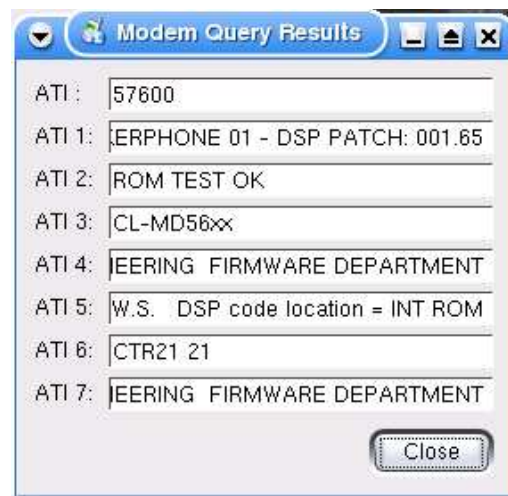 Modem Query Results
ATI : 57600
ATI 1: KERPHONE 01 - DSP PATCH: 001.65
ATI 2: ROM TEST OK
ATI 3: CL-MD56xx
ATI 4: IEERING FIRMWARE DEPARTMENT
ATI 5: W.S. DSP code location = INT ROM
ATI 6: CTR21 21
ATI 7: IEERING FIRMWARE DEPARTMENT
Close